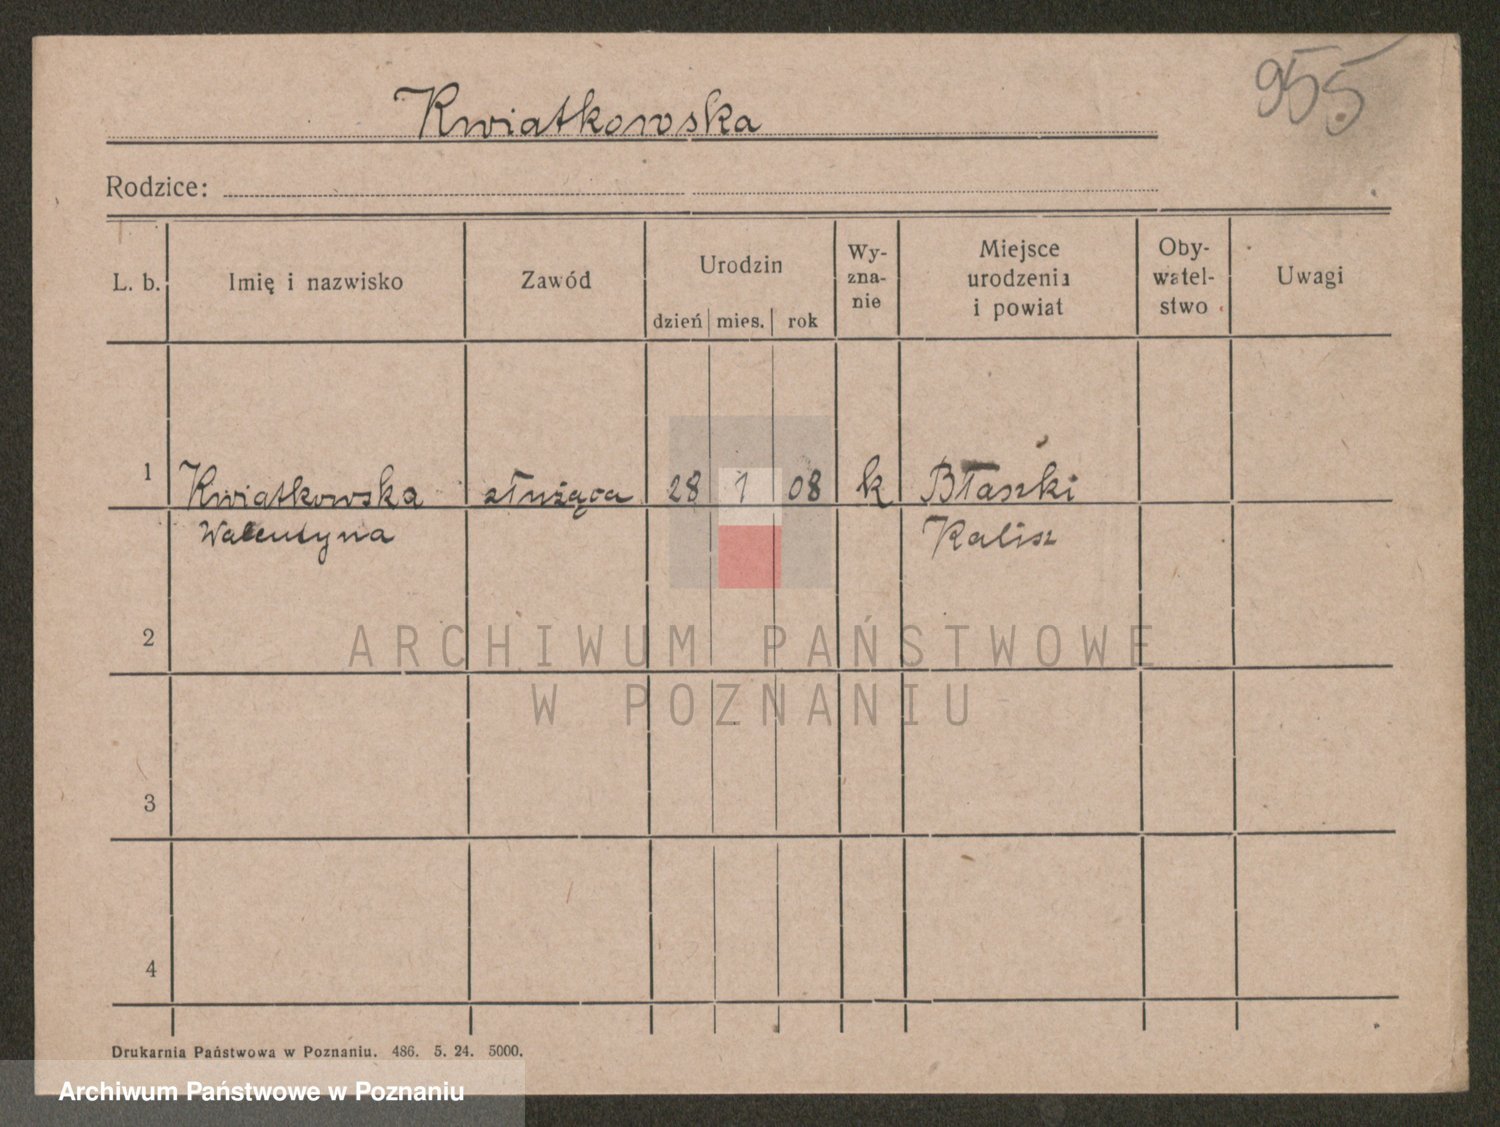 955
Kwiatkowska
Rodzice:
L. b. Imię i nazwisko Zawód Urodzin dzień mies. rok Wy-zna-nie Miejsce urodzenia i powiat Oby-watel-stwo Uwagi
1 Kwiatkowska służąca 28 1 08 k Błaszki
Walentyna Kalisz
2
ARCHIWUM PAŃSTWOWE
W POZNANIU
3
4
Drukarnia Państwowa w Poznaniu. 486. 5. 24. 5000.
Archiwum Państwowe w Poznaniu